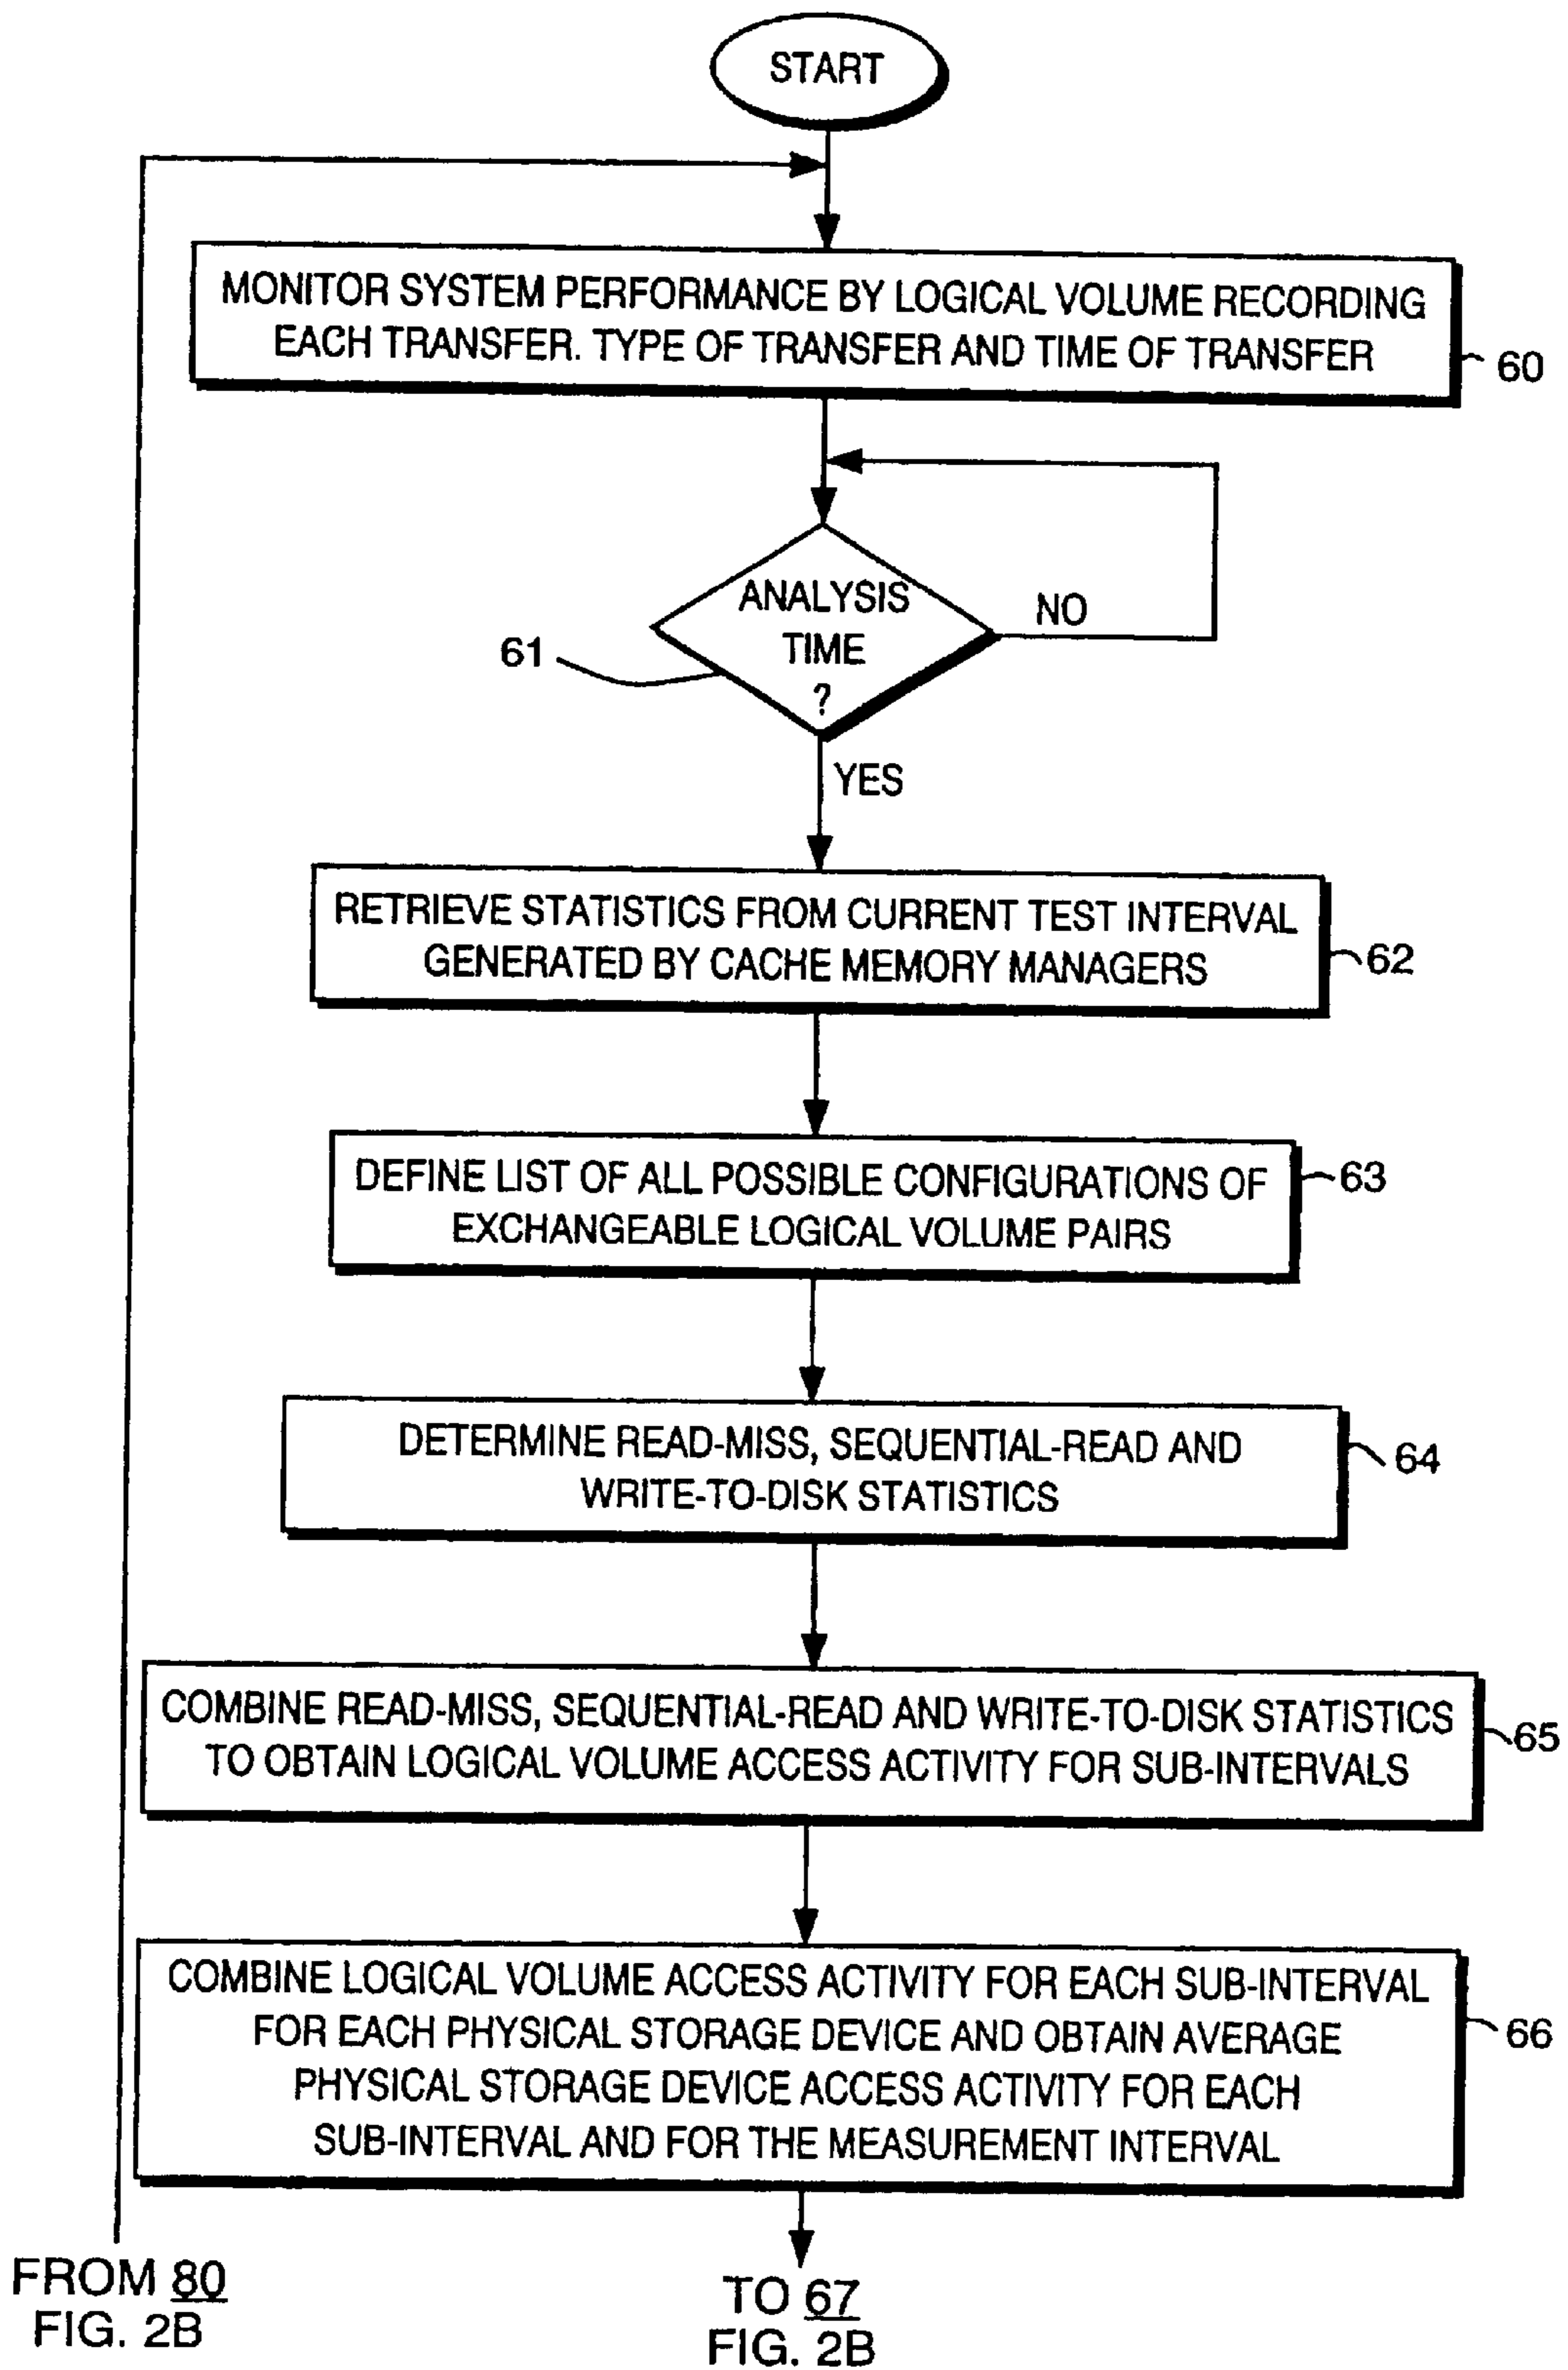 START
MONITOR SYSTEM PERFORMANCE BY LOGICAL VOLUME RECORDING
EACH TRANSFER. TYPE OF TRANSFER AND TIME OF TRANSFER
60
ANALYSIS
TIME
?
NO
61
YES
RETRIEVE STATISTICS FROM CURRENT TEST INTERVAL
GENERATED BY CACHE MEMORY MANAGERS
62
DEFINE LIST OF ALL POSSIBLE CONFIGURATIONS OF
EXCHANGEABLE LOGICAL VOLUME PAIRS
63
DETERMINE READ-MISS, SEQUENTIAL-READ AND
WRITE-TO-DISK STATISTICS
64
COMBINE READ-MISS, SEQUENTIAL-READ AND WRITE-TO-DISK STATISTICS
TO OBTAIN LOGICAL VOLUME ACCESS ACTIVITY FOR SUB-INTERVALS
65
COMBINE LOGICAL VOLUME ACCESS ACTIVITY FOR EACH SUB-INTERVAL
FOR EACH PHYSICAL STORAGE DEVICE AND OBTAIN AVERAGE
PHYSICAL STORAGE DEVICE ACCESS ACTIVITY FOR EACH
SUB-INTERVAL AND FOR THE MEASUREMENT INTERVAL
66
FROM 80
FIG. 2B
TO 67
FIG. 2B